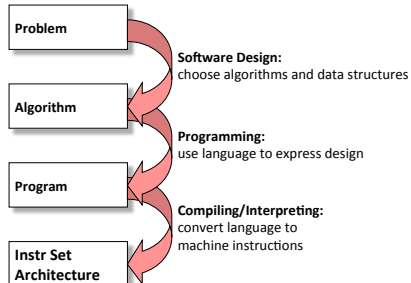 Problem
Software Design:
choose algorithms and data structures
Algorithm
Programming:
use language to express design
Program
Compiling/Interpreting:
convert language to
machine instructions
Instr Set
Architecture